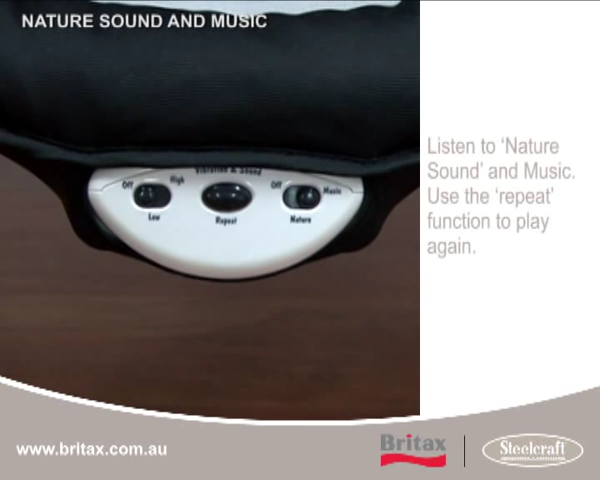 NATURE SOUND AND MUSIC
Listen to 'Nature
Sound' and Music.
Use the 'repeat'
function to play
again.
Vibration & Sound
Off
High
Low
Repeat
Off
Music
Nature
www.britax.com.au
Britax
Steelcraft